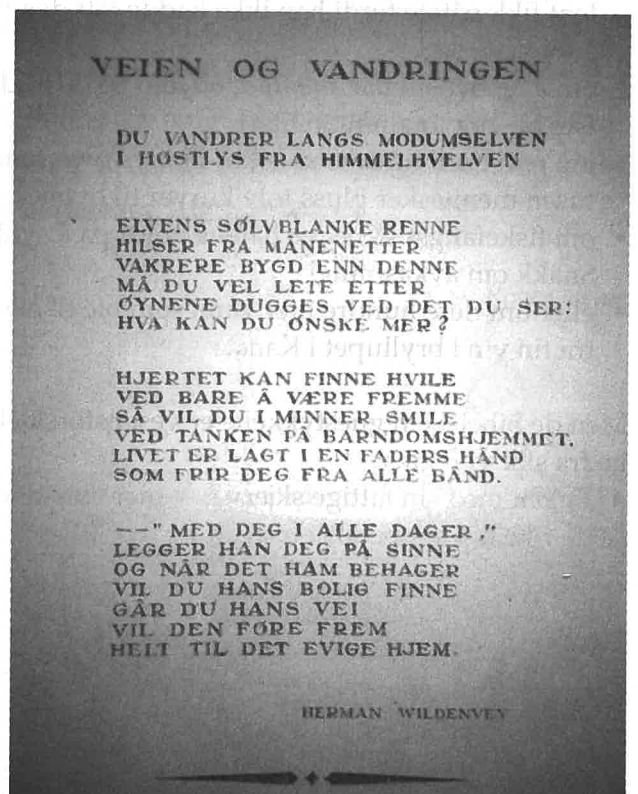 VEIEN OG VANDRINGEN
DU VANDRER LANGS MODUMSELVEN
I HØSTLYS FRA HIMMELHVELVEN
ELVENS SØLVBLANKE RENNE
HILSER FRA MÅNENETTER
VAKRERE BYGD ENN DENNE
MÅ DU VEL LETE ETTER
ØYNENE DUGGES VED DET DU SER:
HVA KAN DU ØNSKE MER?
HJERTET KAN FINNE HVILE
VED BARE Å VÆRE FREMME
SÅ VIL DU I MINNER SMILE
VED TANKEN PÅ BARNDOMSHJEMMET.
LIVET ER LAGT I EN FADERS HÅND
SOM FRIR DEG FRA ALLE BÅND.
--"MED DEG I ALLE DAGER,"
LEGGER HAN DEG PÅ SINNE
OG NÅR DET HAM BEHAGER
VIL DU HANS BOLIG FINNE
GÅR DU HANS VEI
VIL DEN FØRE FREM
HELT TIL DET EVIGE HJEM.
HERMAN WILDENVEY